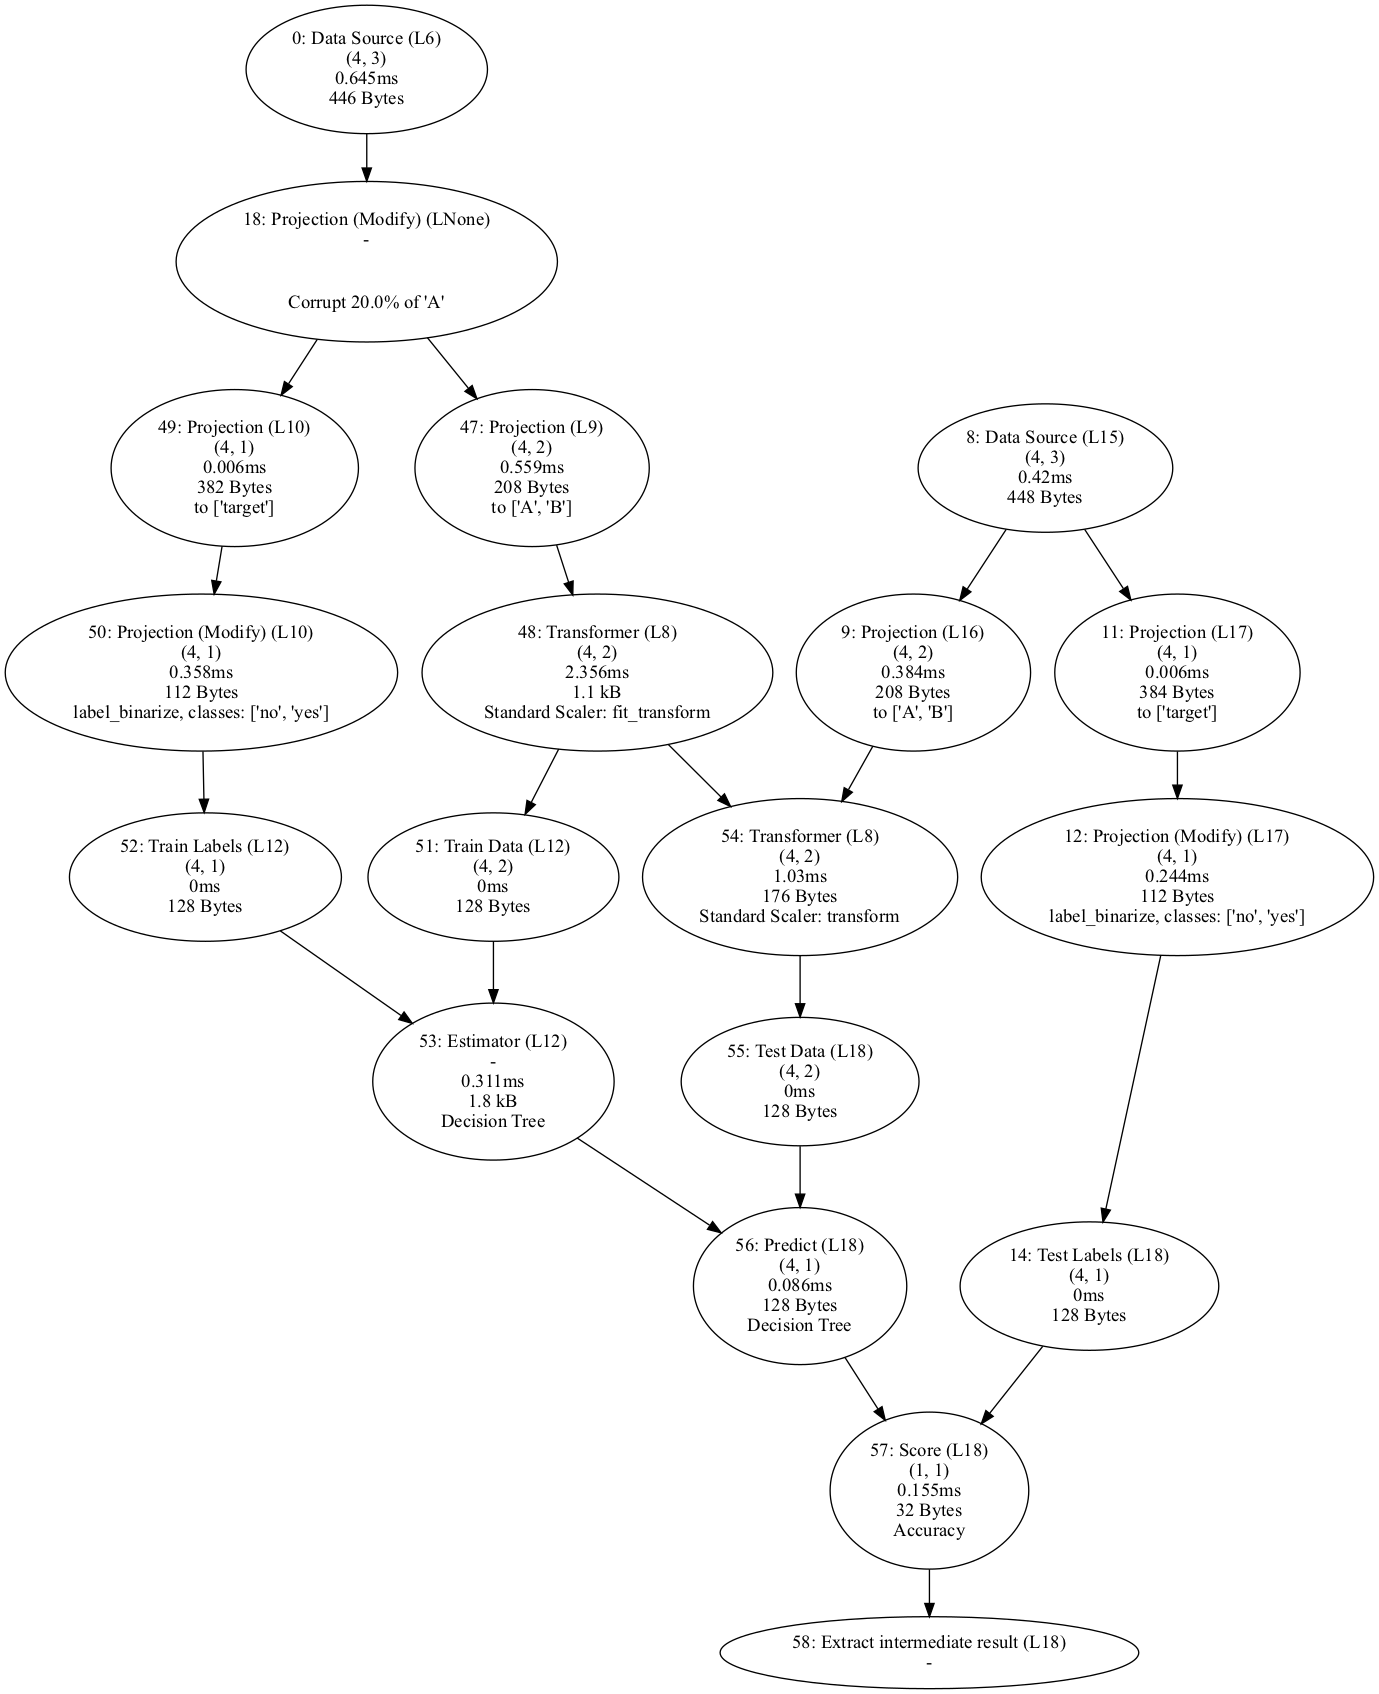 0: Data Source (L6)
(4, 3)
0.645ms
446 Bytes
18: Projection (Modify) (LNone)
-
Corrupt 20.0% of 'A'
49: Projection (L10)
(4, 1)
0.006ms
382 Bytes
to ['target']
47: Projection (L9)
(4, 2)
0.559ms
208 Bytes
to ['A', 'B']
8: Data Source (L15)
(4, 3)
0.42ms
448 Bytes
50: Projection (Modify) (L10)
(4, 1)
0.358ms
112 Bytes
label_binarize, classes: ['no', 'yes']
48: Transformer (L8)
(4, 2)
2.356ms
1.1 kB
Standard Scaler: fit_transform
9: Projection (L16)
(4, 2)
0.384ms
208 Bytes
to ['A', 'B']
11: Projection (L17)
(4, 1)
0.006ms
384 Bytes
to ['target']
52: Train Labels (L12)
(4, 1)
0ms
128 Bytes
51: Train Data (L12)
(4, 2)
0ms
128 Bytes
54: Transformer (L8)
(4, 2)
1.03ms
176 Bytes
Standard Scaler: transform
12: Projection (Modify) (L17)
(4, 1)
0.244ms
112 Bytes
label_binarize, classes: ['no', 'yes']
53: Estimator (L12)
-
0.311ms
1.8 kB
Decision Tree
55: Test Data (L18)
(4, 2)
0ms
128 Bytes
56: Predict (L18)
(4, 1)
0.086ms
128 Bytes
Decision Tree
14: Test Labels (L18)
(4, 1)
0ms
128 Bytes
57: Score (L18)
(1, 1)
0.155ms
32 Bytes
Accuracy
58: Extract intermediate result (L18)
-